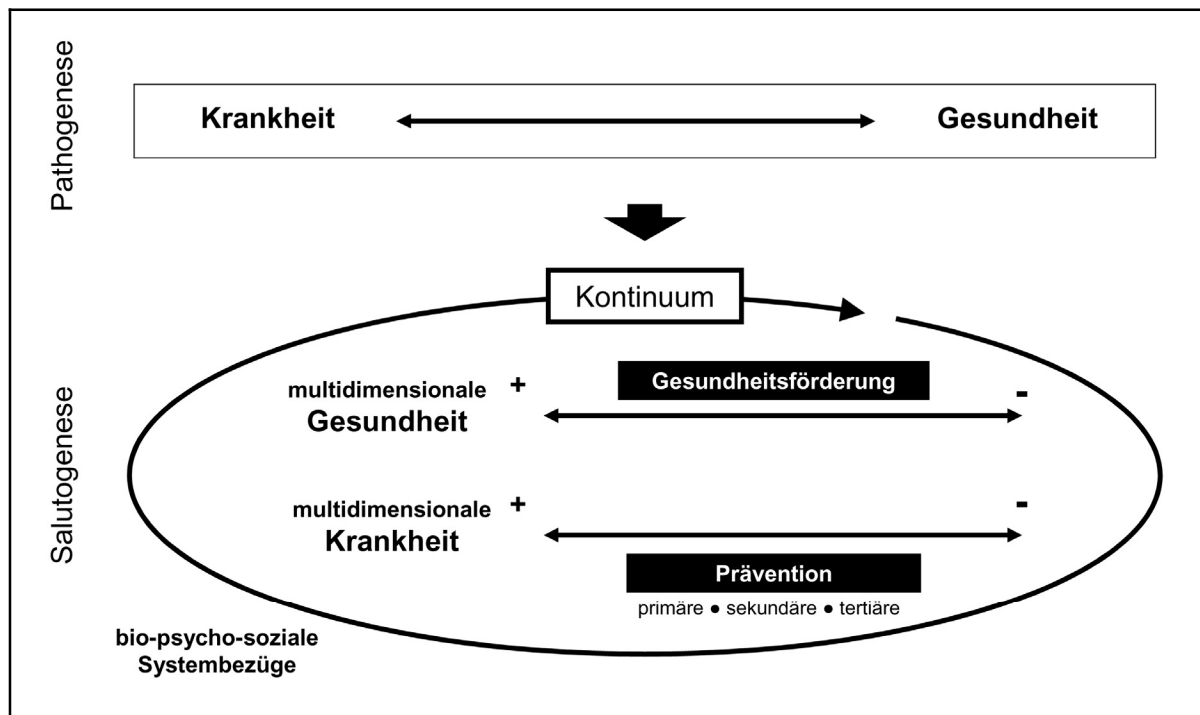 Pathogenese
Krankheit
Gesundheit
Kontinuum
Salutogenese
multidimensionale
Gesundheit
+
Gesundheitsförderung
-
multidimensionale
Krankheit
+
-
Prävention
primäre ● sekundäre ● tertiäre
bio-psycho-soziale
Systembezüge